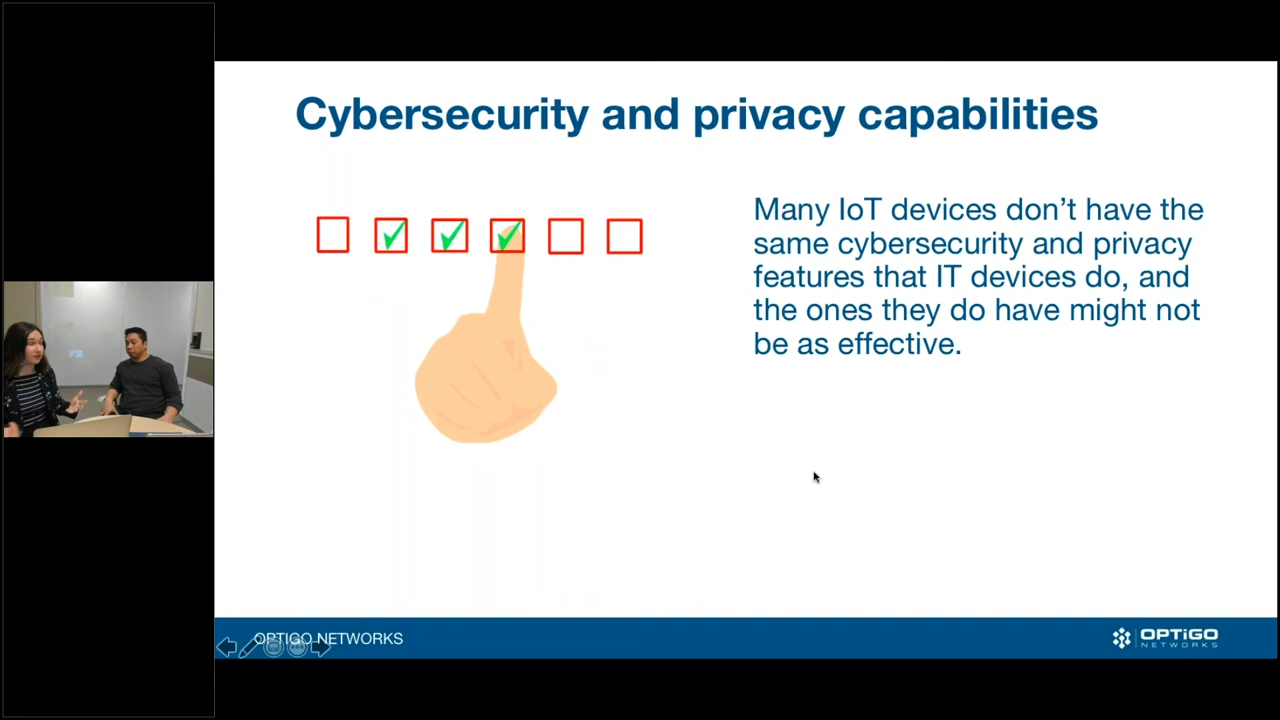 Cybersecurity and privacy capabilities
Many IoT devices don’t have the
same cybersecurity and privacy
features that IT devices do, and
the ones they do have might not
be as effective.
OPTIGO NETWORKS
OPTiGO
NETWORKS